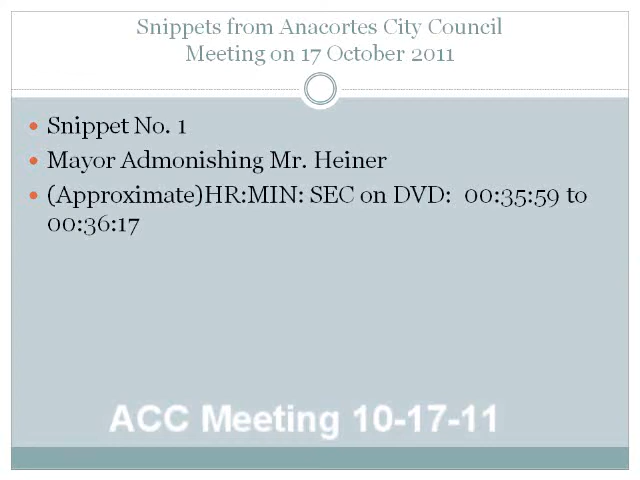 Snippets from Anacortes City Council
Meeting on 17 October 2011
• Snippet No. 1
• Mayor Admonishing Mr. Heiner
• (Approximate)HR:MIN: SEC on DVD:  00:35:59 to
00:36:17
ACC Meeting 10-17-11